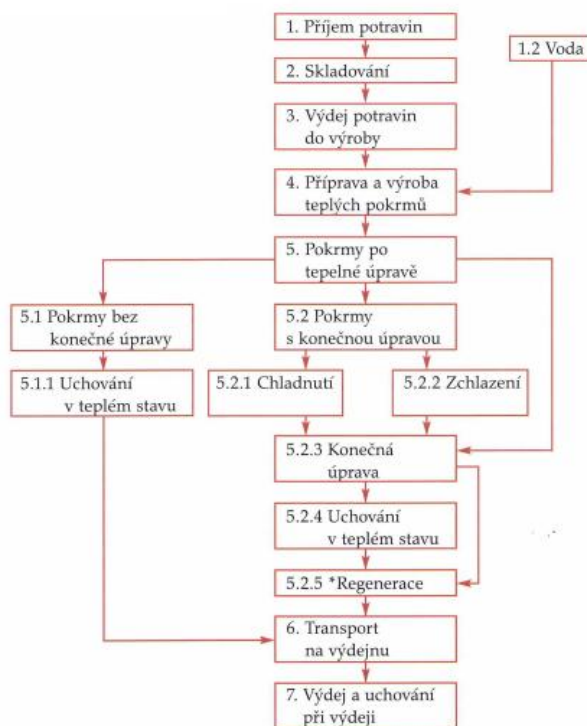 1. Příjem potravin
1.2 Voda
2. Skladování
3. Výdej potravin
do výroby
4. Příprava a výroba
teplých pokrmů
5. Pokrmy po
tepelné úpravě
5.1 Pokrmy bez
konečné úpravy
5.2 Pokrmy
s konečnou úpravou
5.1.1 Uchování
v teplém stavu
5.2.1 Chladnutí
5.2.2 Zchlazení
5.2.3 Konečná
úprava
5.2.4 Uchování
v teplém stavu
5.2.5 *Regenerace
6. Transport
na výdejnu
7. Výdej a uchování
při výdeji